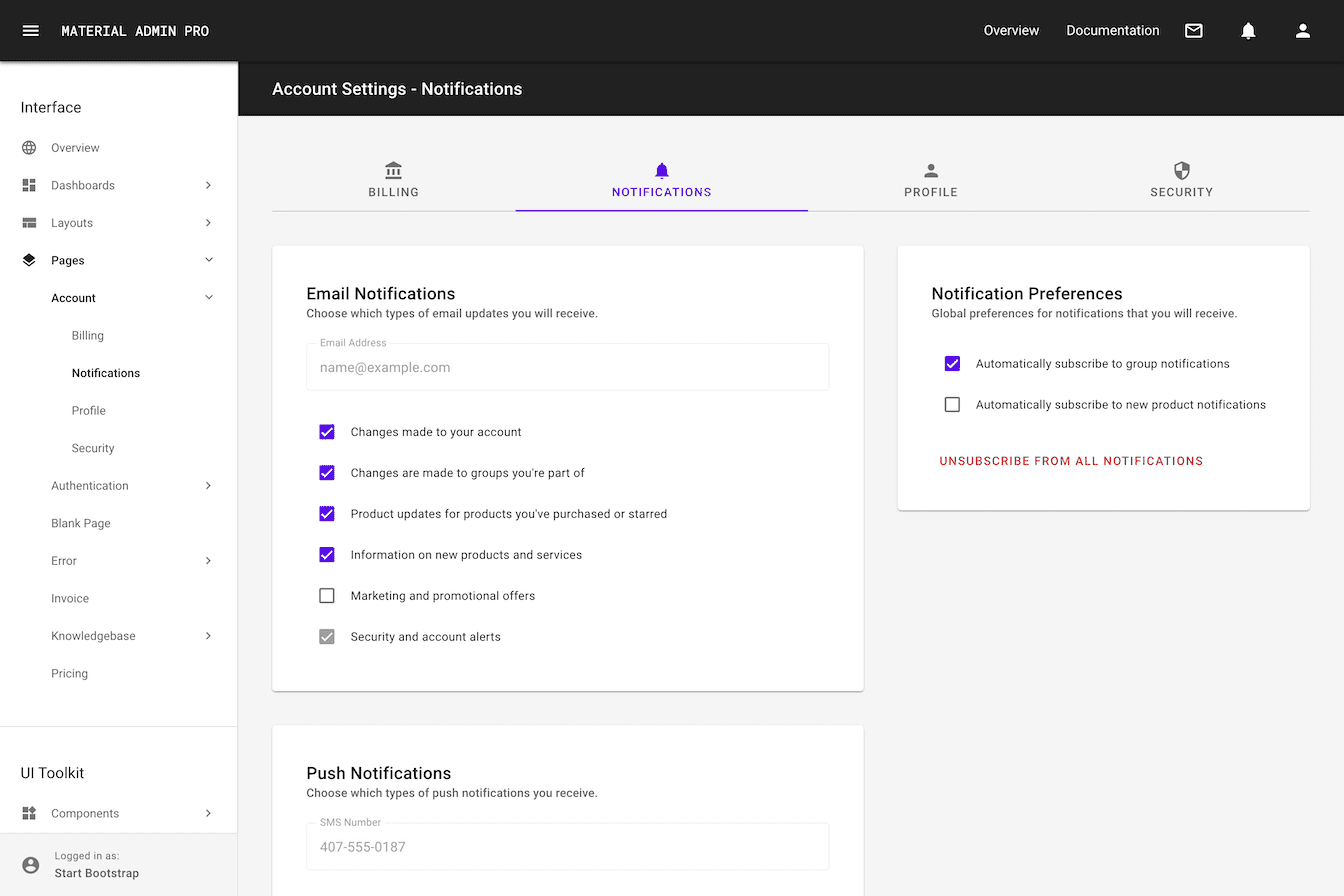 MATERIAL ADMIN PRO
Overview
Documentation
Interface
Overview
Dashboards
Layouts
Pages
Account
Billing
Notifications
Profile
Security
Authentication
Blank Page
Error
Invoice
Knowledgebase
Pricing
UI Toolkit
Components
Logged in as:
Start Bootstrap
Account Settings - Notifications
BILLING
NOTIFICATIONS
PROFILE
SECURITY
Email Notifications
Choose which types of email updates you will receive.
Email Address
name@example.com
Changes made to your account
Changes are made to groups you're part of
Product updates for products you've purchased or starred
Information on new products and services
Marketing and promotional offers
Security and account alerts
Push Notifications
Choose which types of push notifications you receive.
SMS Number
407-555-0187
Notification Preferences
Global preferences for notifications that you will receive.
Automatically subscribe to group notifications
Automatically subscribe to new product notifications
UNSUBSCRIBE FROM ALL NOTIFICATIONS